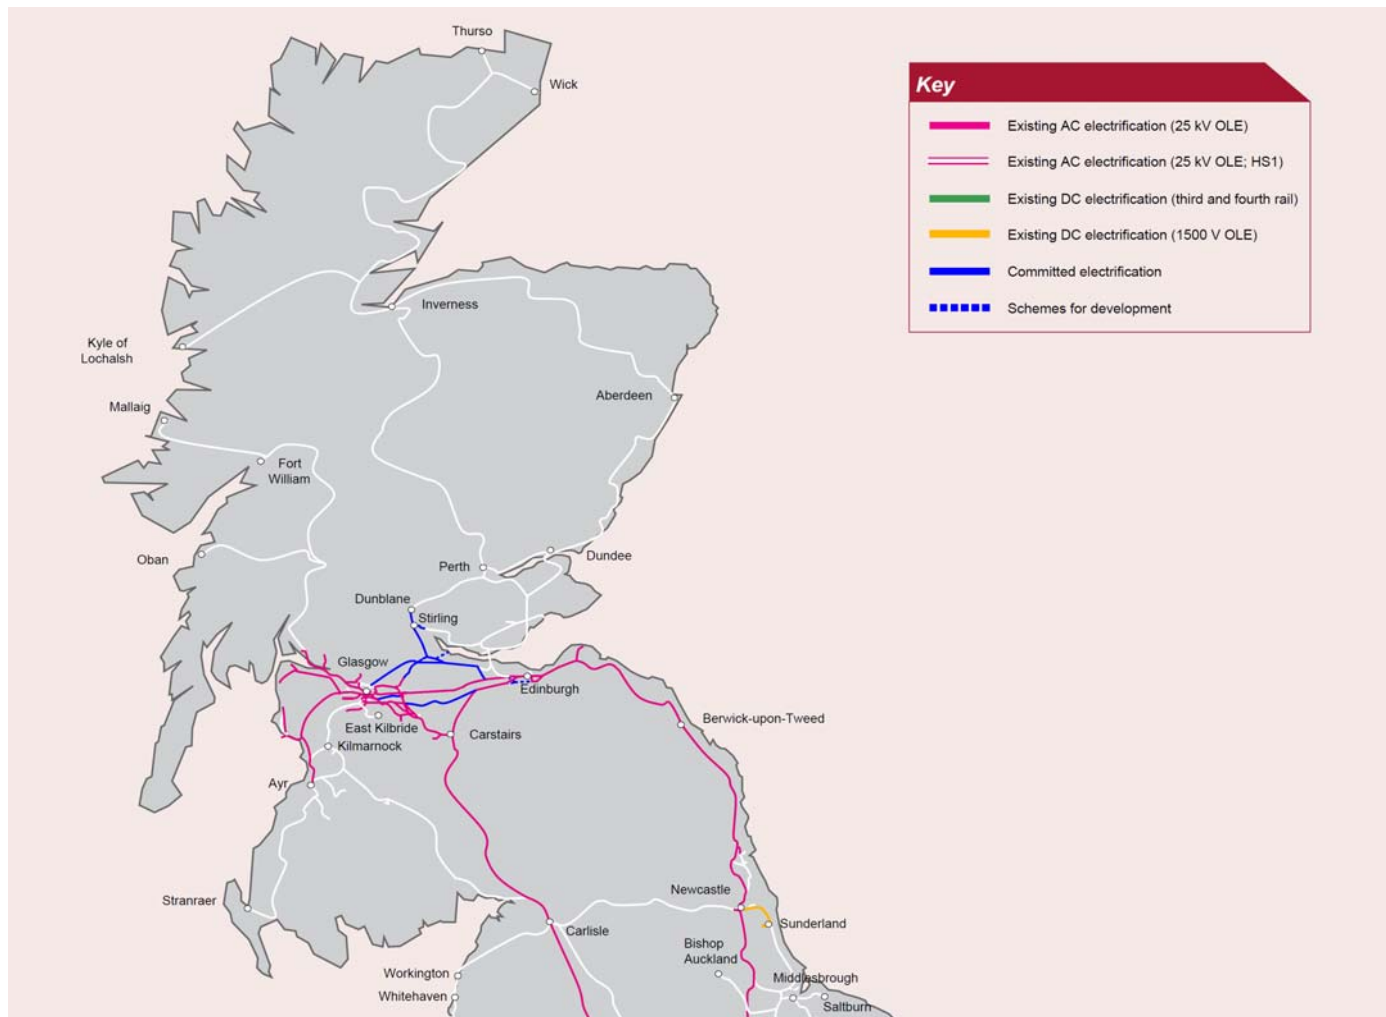 Thurso
Wick
Key
Existing AC electrification (25 kV OLE)
Existing AC electrification (25 kV OLE; HS1)
Existing DC electrification (third and fourth rail)
Existing DC electrification (1500 V OLE)
Committed electrification
Schemes for development
Inverness
Kyle of
Lochalsh
Aberdeen
Mallaig
Fort
William
Oban
Dundee
Perth
Dunblane
Stirling
Glasgow
Edinburgh
East Kilbride
Berwick-upon-Tweed
Carstairs
Kilmarnock
Ayr
Newcastle
Stranraer
Sunderland
Carlisle
Bishop
Auckland
Workington
Middlesbrough
Whitehaven
Saltburn